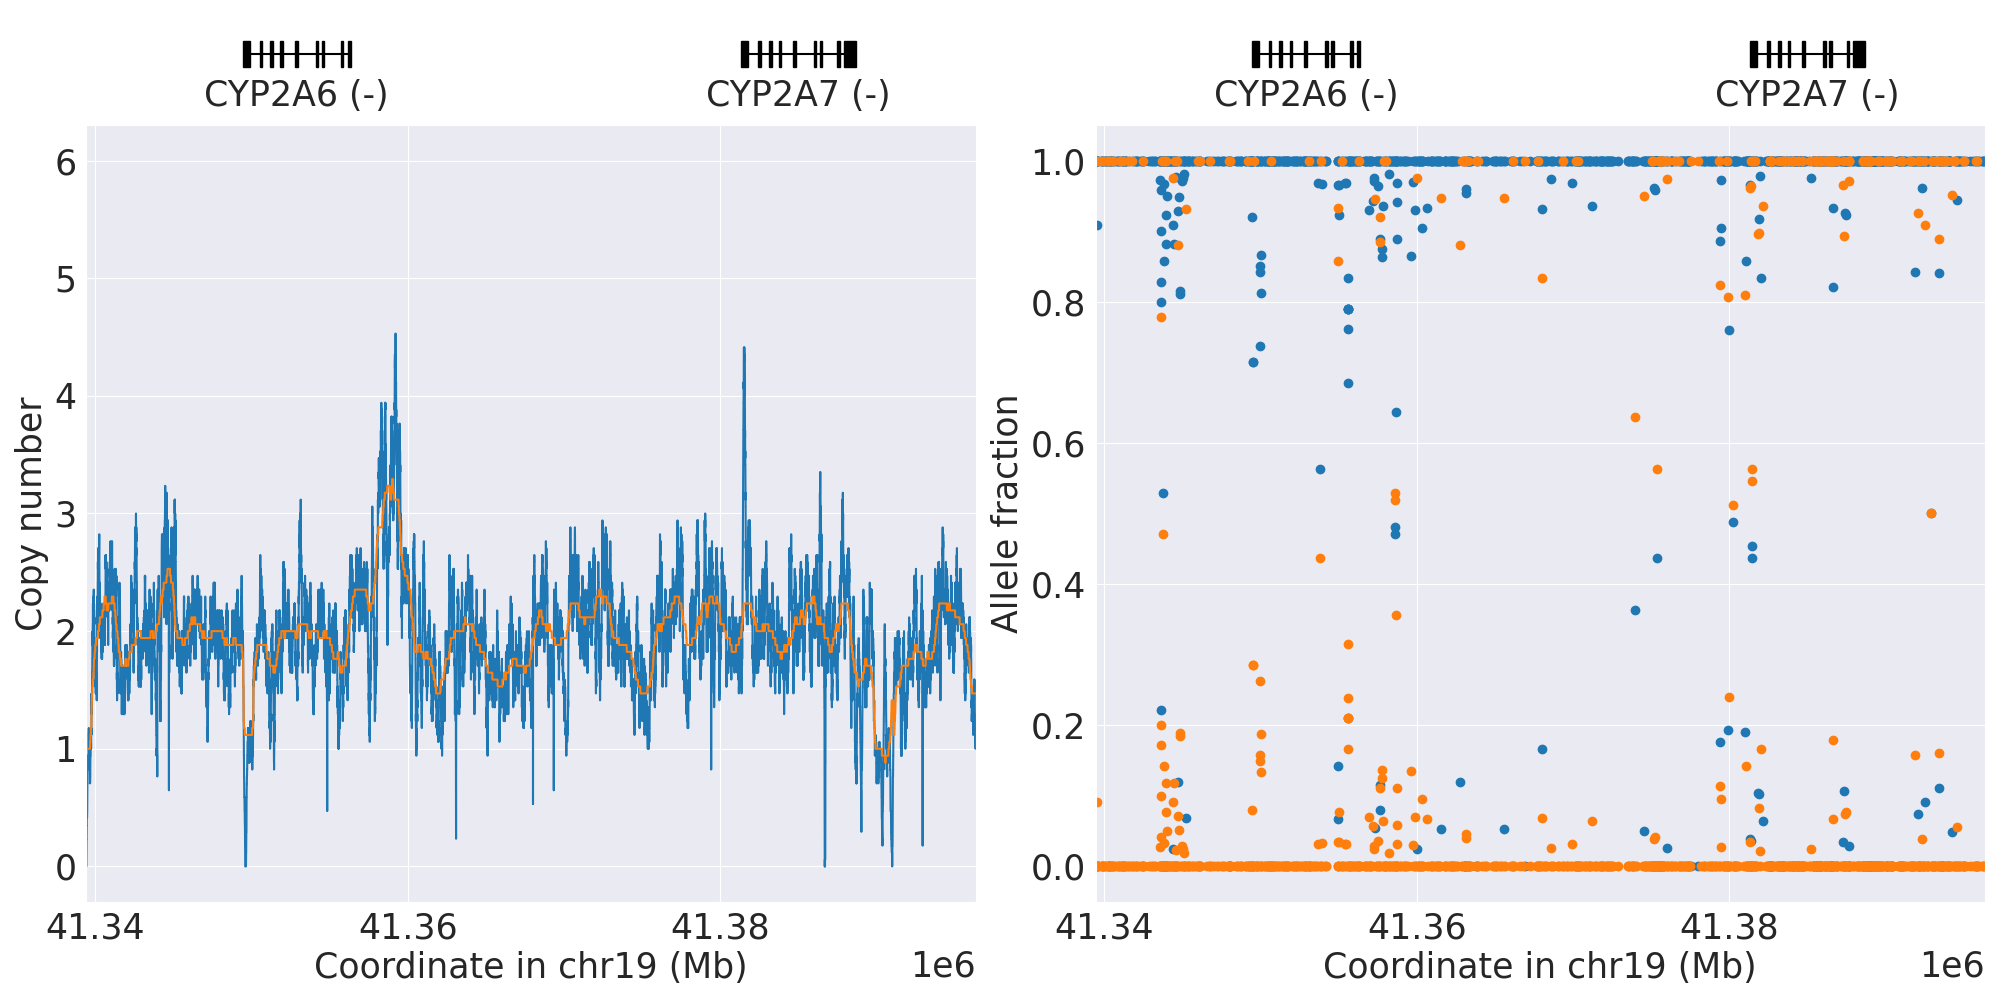 CYP2A6 (-)
CYP2A7 (-)
6
5
4
3
2
1
0
Copy number
41.34
41.36
41.38
Coordinate in chr19 (Mb)
1e6
CYP2A6 (-)
CYP2A7 (-)
1.0
0.8
0.6
0.4
0.2
0.0
Allele fraction
41.34
41.36
41.38
Coordinate in chr19 (Mb)
1e6